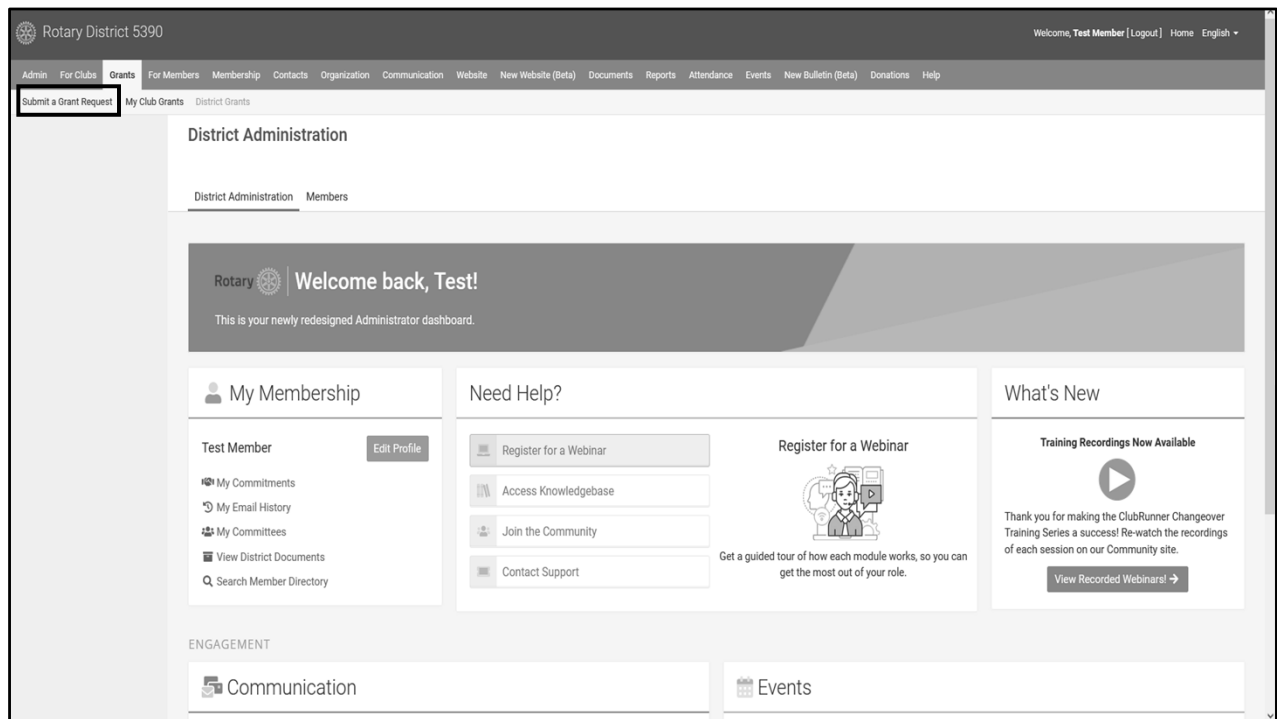 Rotary District 5390
Welcome, Test Member [ Logout ] Home English
Admin For Clubs Grants For Members Membership Contacts Organization Communication Website New Website (Beta) Documents Reports Attendance Events New Bulletin (Beta) Donations Help
Submit a Grant Request My Club Grants District Grants
District Administration
District Administration Members
Rotary Welcome back, Test!
This is your newly redesigned Administrator dashboard.
My Membership
Test Member Edit Profile
My Commitments
My Email History
My Committees
View District Documents
Search Member Directory
Need Help?
Register for a Webinar
Access Knowledgebase
Join the Community
Contact Support
Register for a Webinar
Get a guided tour of how each module works, so you can
get the most out of your role.
What's New
Training Recordings Now Available
Thank you for making the ClubRunner Changeover
Training Series a success! Re-watch the recordings
of each session on our Community site.
View Recorded Webinars!
ENGAGEMENT
Communication
Events